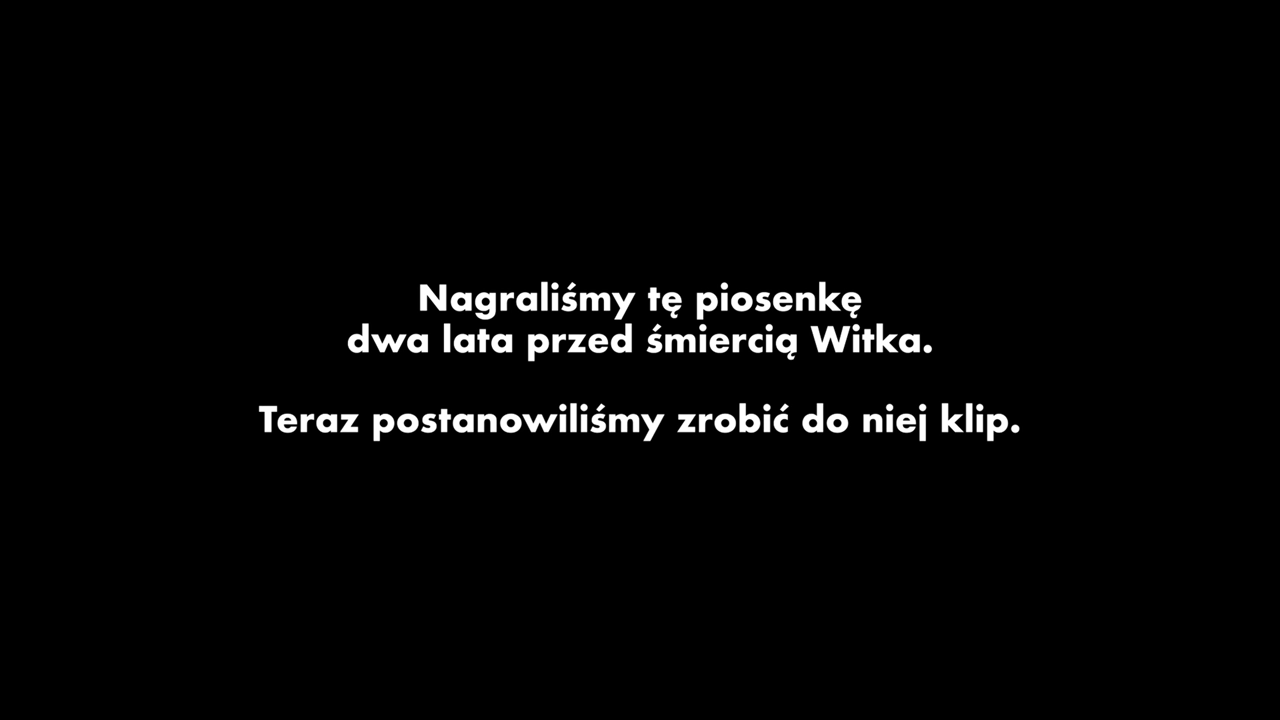 Nagraliśmy tę piosenkę
dwa lata przed śmiercią Witka.
Teraz postanowiliśmy zrobić do niej klip.